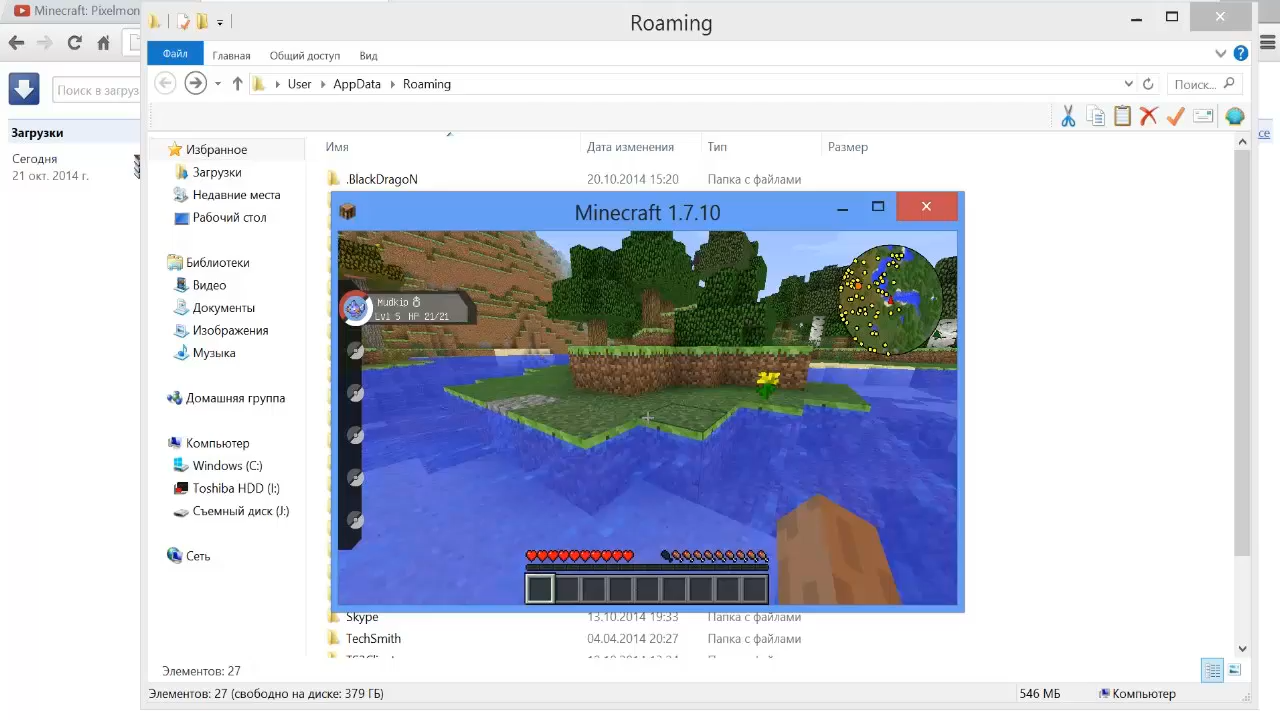 Minecraft: Pixelmon
Roaming
Файл
Главная
Общий доступ
Вид
User
AppData
Roaming
Поиск...
Поиск в загруз
Загрузки
Сегодня
21 окт. 2014 г.
се
Избранное
Загрузки
Недавние места
Рабочий стол
Библиотеки
Видео
Документы
Изображения
Музыка
Домашняя группа
Компьютер
Windows (C:)
Toshiba HDD (I:)
Съемный диск (J:)
Сеть
Имя
Дата изменения
Тип
Размер
.BlackDragoN
20.10.2014 15:20
Папка с файлами
Minecraft 1.7.10
Mudkip
Lvl 5 HP 21/21
Skype
13.10.2014 19:33
Папка с файлами
TechSmith
04.04.2014 20:27
Папка с файлами
Элементов: 27
Элементов: 27 (свободно на диске: 379 ГБ)
546 МБ
Компьютер